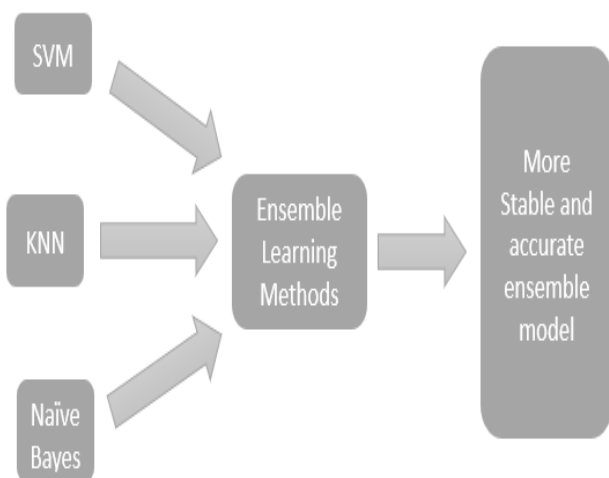 SVM
KNN
Naïve
Bayes
Ensemble
Learning
Methods
More
Stable and
accurate
ensemble
model